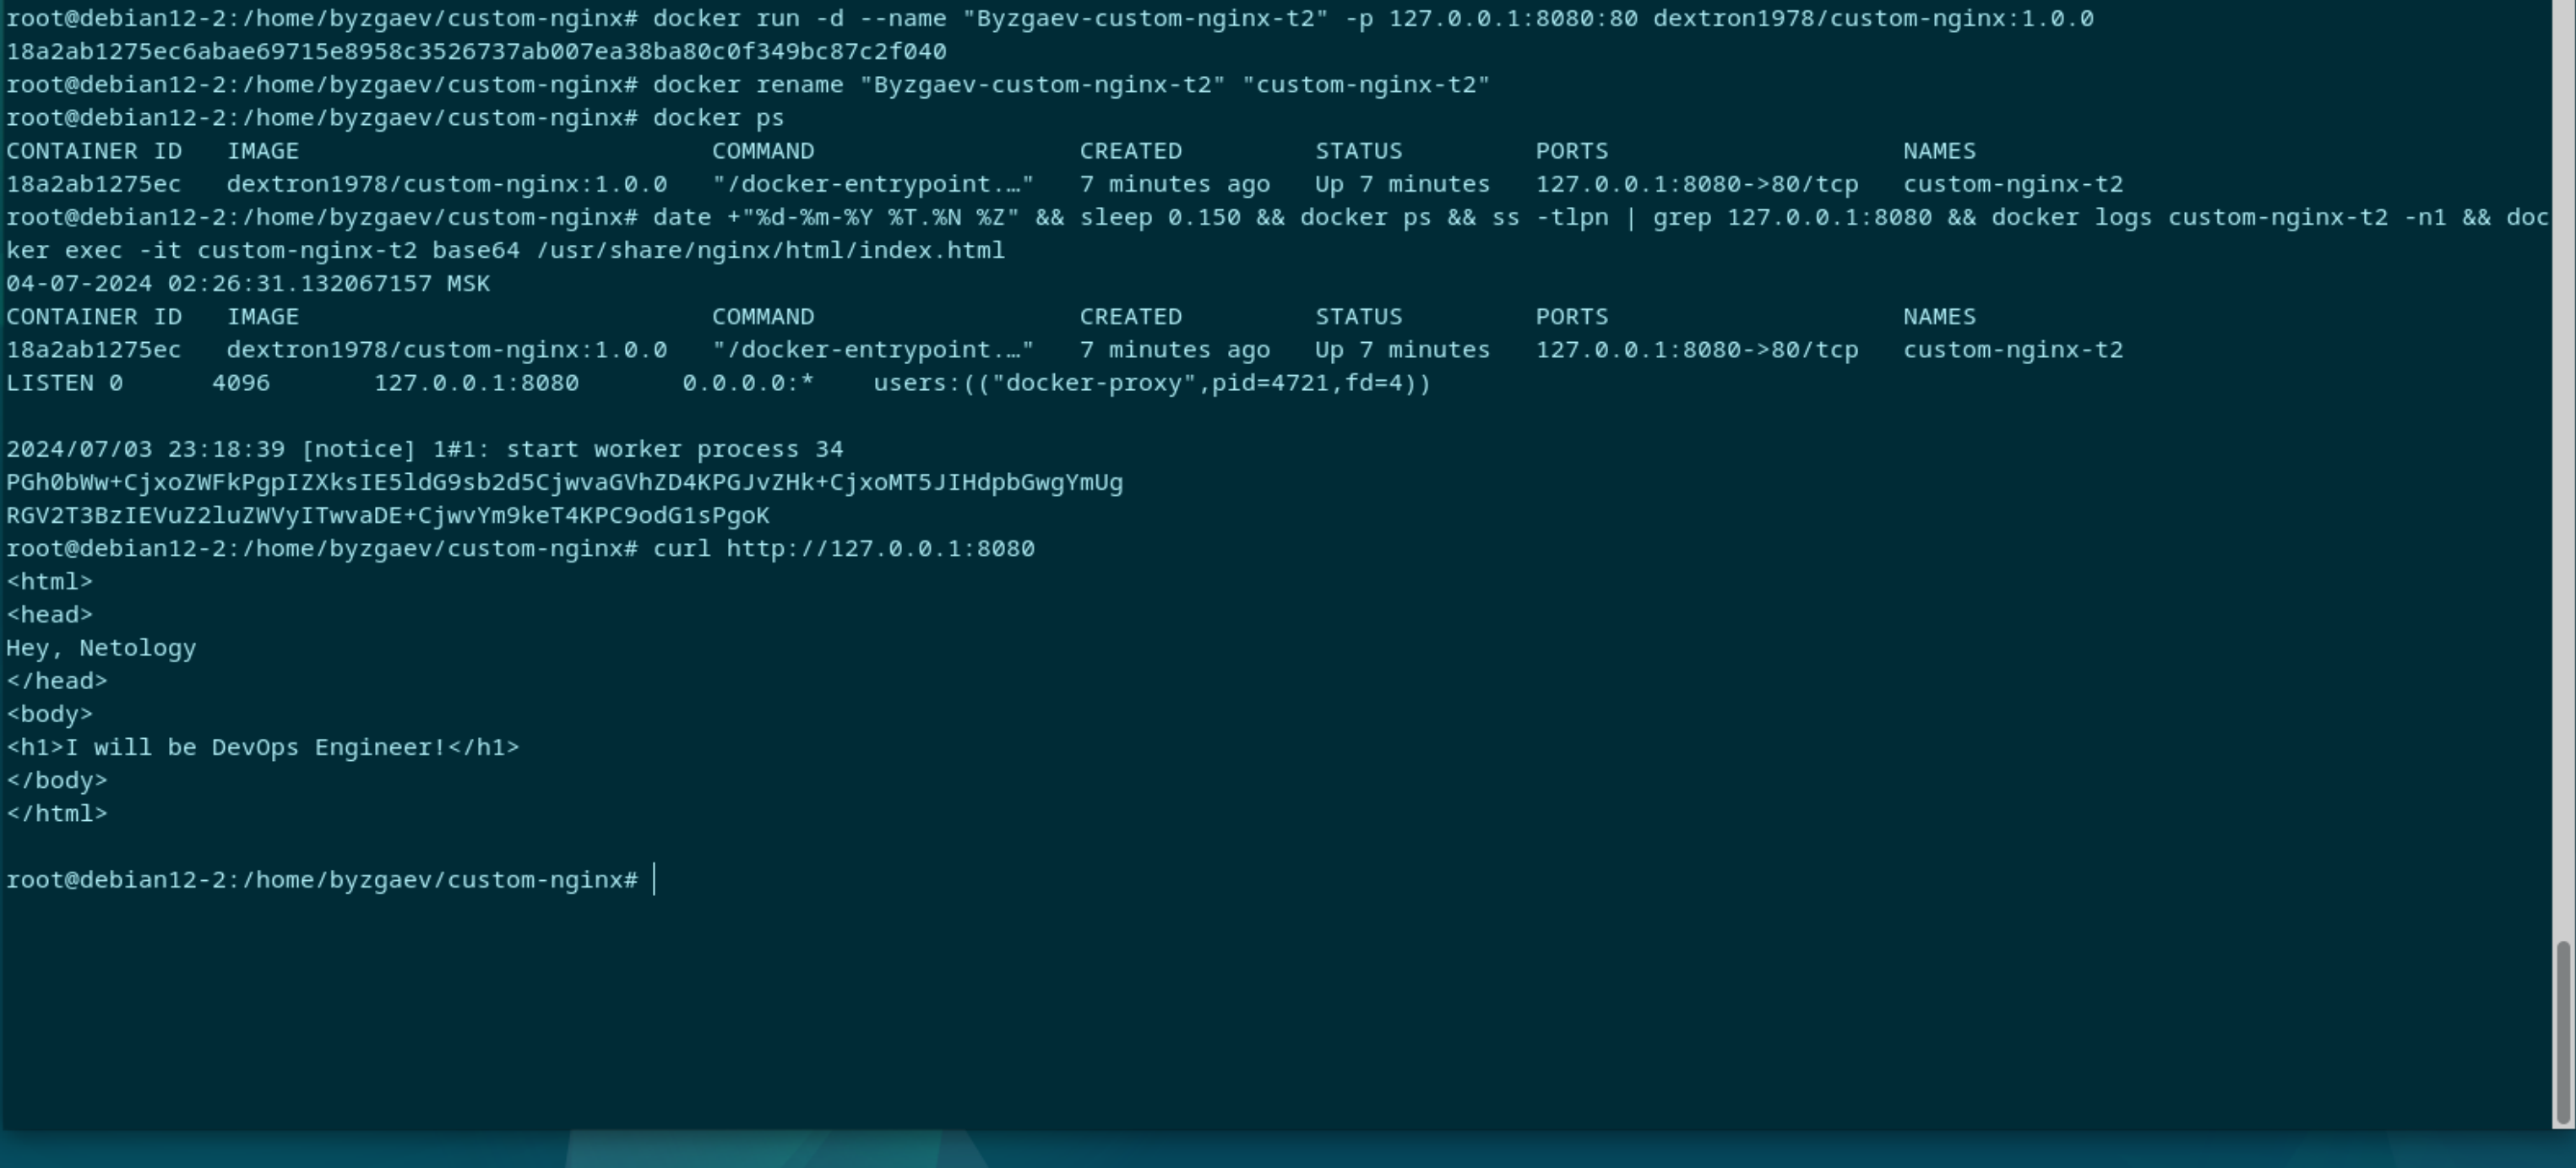 root@debian12-2:/home/byzgaev/custom-nginx# docker run -d --name "Byzgaev-custom-nginx-t2" -p 127.0.0.1:8080:80 dextron1978/custom-nginx:1.0.0
18a2ab1275ec6abae69715e8958c3526737ab007ea38ba80c0f349bc87c2f040
root@debian12-2:/home/byzgaev/custom-nginx# docker rename "Byzgaev-custom-nginx-t2" "custom-nginx-t2"
root@debian12-2:/home/byzgaev/custom-nginx# docker ps
CONTAINER ID   IMAGE                            COMMAND                  CREATED         STATUS         PORTS                    NAMES
18a2ab1275ec   dextron1978/custom-nginx:1.0.0   "/docker-entrypoint.…"   7 minutes ago   Up 7 minutes   127.0.0.1:8080->80/tcp   custom-nginx-t2
root@debian12-2:/home/byzgaev/custom-nginx# date +"%d-%m-%Y %T.%N %Z" && sleep 0.150 && docker ps && ss -tlpn | grep 127.0.0.1:8080 && docker logs custom-nginx-t2 -n1 && doc
ker exec -it custom-nginx-t2 base64 /usr/share/nginx/html/index.html
04-07-2024 02:26:31.132067157 MSK
CONTAINER ID   IMAGE                            COMMAND                  CREATED         STATUS         PORTS                    NAMES
18a2ab1275ec   dextron1978/custom-nginx:1.0.0   "/docker-entrypoint.…"   7 minutes ago   Up 7 minutes   127.0.0.1:8080->80/tcp   custom-nginx-t2
LISTEN 0      4096       127.0.0.1:8080       0.0.0.0:*    users:(("docker-proxy",pid=4721,fd=4))
2024/07/03 23:18:39 [notice] 1#1: start worker process 34
PGh0bWw+CjxoZWFkPgpIZXksIE5ldG9sb2d5CjwvaGVhZD4KPGJvZHk+CjxoMT5JIHdpbGwgYmUg
RGV2T3BzIEVuZ2luZWVyITwvaDE+CjwvYm9keT4KPC9odG1sPgoK
root@debian12-2:/home/byzgaev/custom-nginx# curl http://127.0.0.1:8080
<html>
<head>
Hey, Netology
</head>
<body>
<h1>I will be DevOps Engineer!</h1>
</body>
</html>
root@debian12-2:/home/byzgaev/custom-nginx#